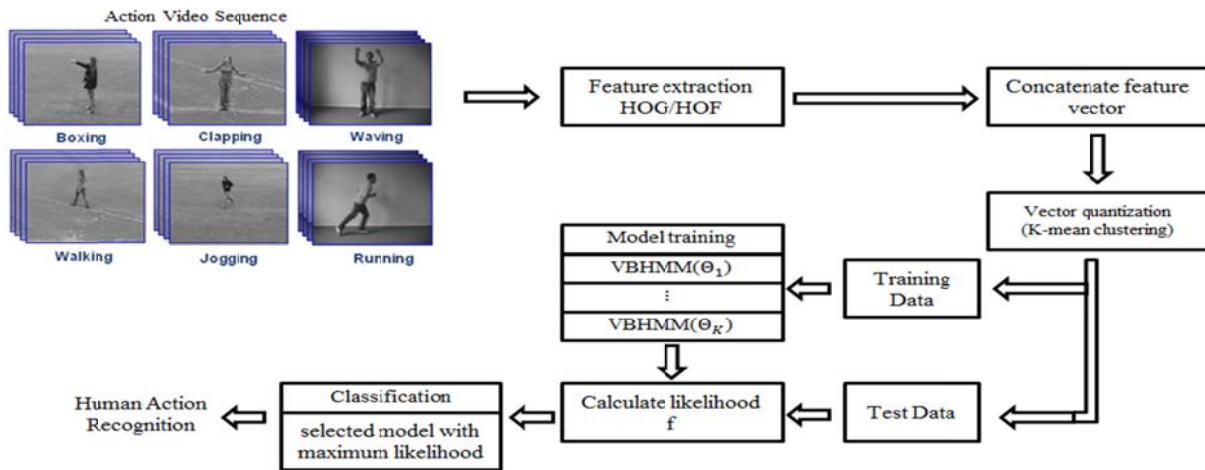 Action Video Sequence
Boxing
Clapping
Waving
Walking
Jogging
Running
Feature extraction
HOG/HOF
Concatenate feature
vector
Vector quantization
(K-mean clustering)
Training
Data
Model training
VBHMM(Θ₁)
⋮
VBHMM(Θ_K)
Test Data
Calculate likelihood
f
Classification
selected model with
maximum likelihood
Human Action
Recognition